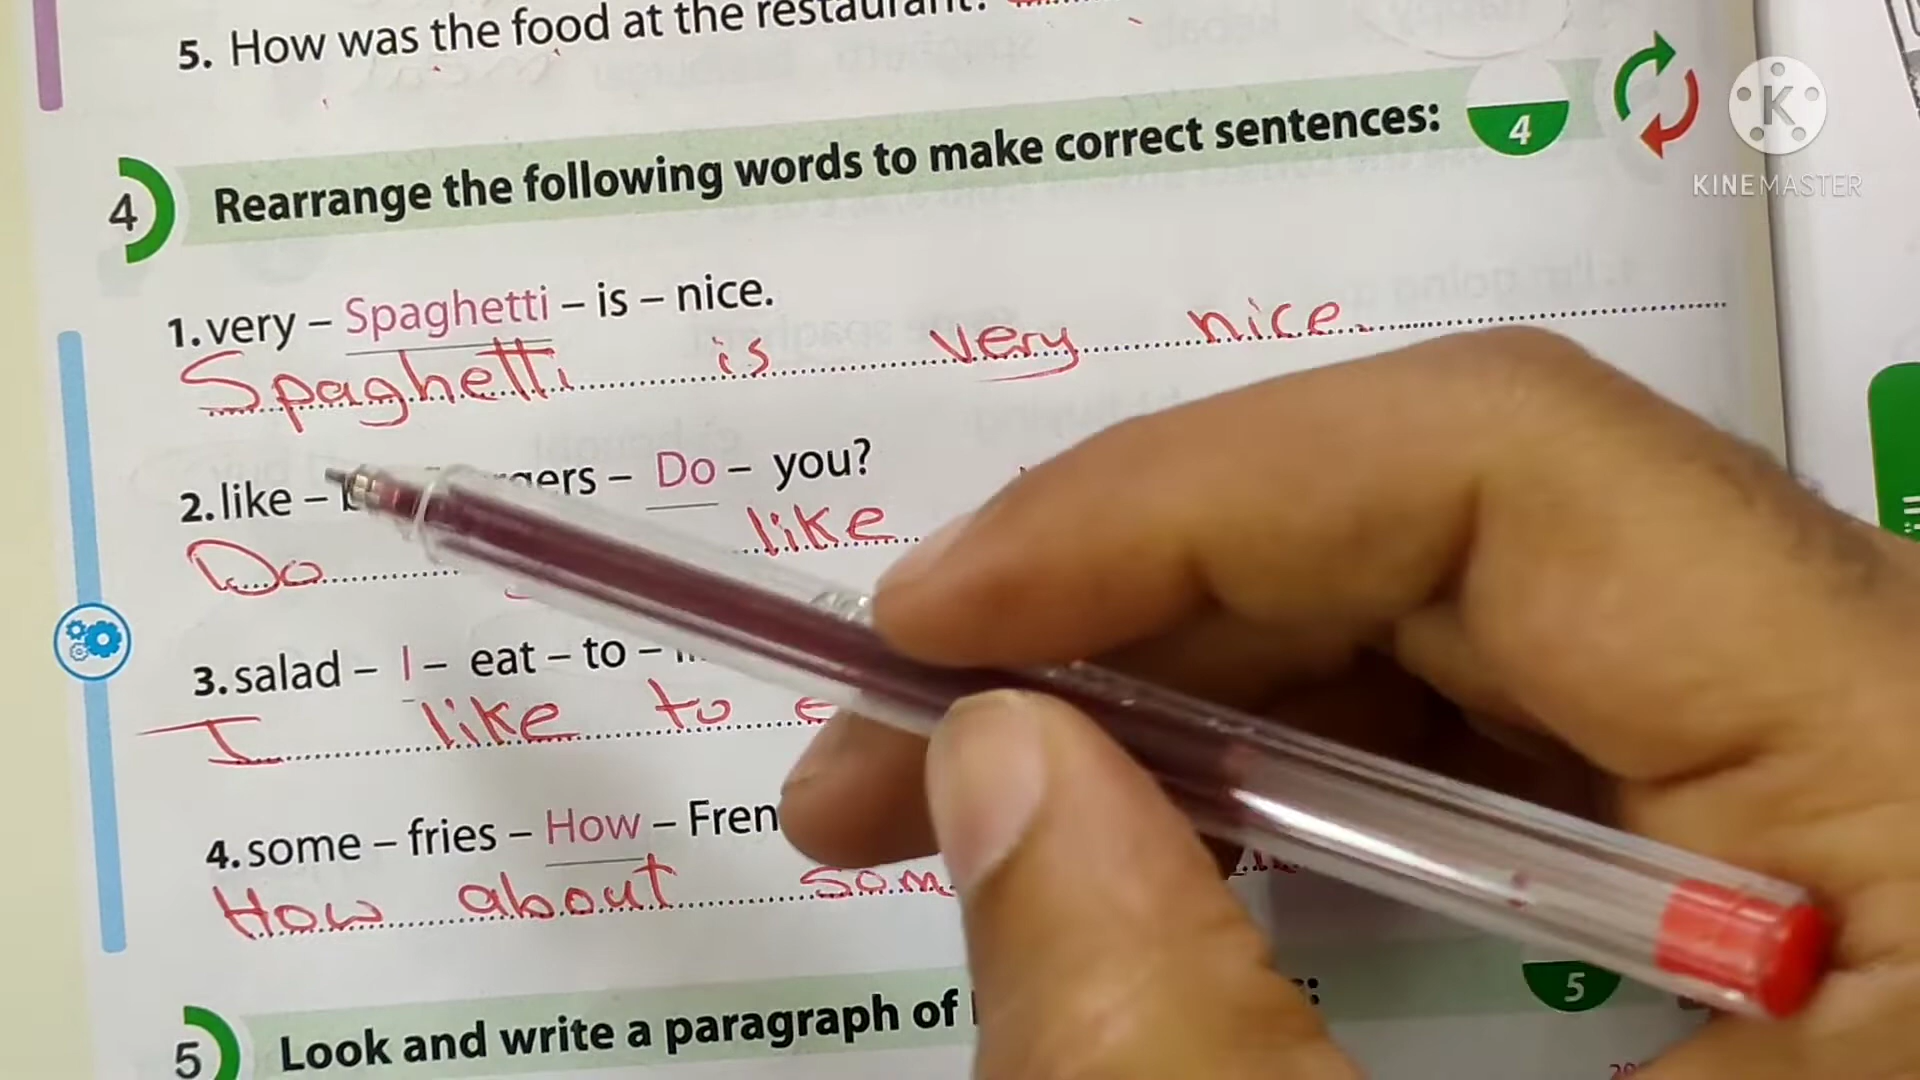 5. How was the food at the restaurant?
4 Rearrange the following words to make correct sentences: 4
KINEMASTER
1. very – Spaghetti – is – nice.
Spaghetti is very nice.
2. like – – Do – you?
Do like
3. salad – I – eat – to –
I like to
4. some – fries – How –
How about
5 Look and write a paragraph of
5